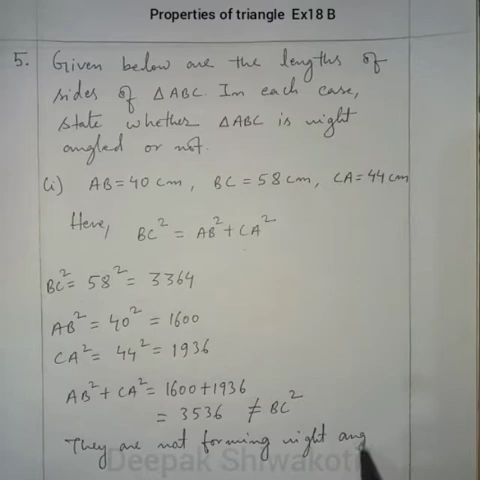 Properties of triangle Ex18 B
5. Given below are the lengths of
sides of △ABC. In each case,
state whether △ABC is right
angled or not.
(i) AB = 40 cm, BC = 58 cm, CA = 44 cm
Here, BC² = AB² + CA²
BC² = 58² = 3364
AB² = 40² = 1600
CA² = 44² = 1936
AB² + CA² = 1600 + 1936
= 3536 ≠ BC²
They are not forming right ang
Deepak Shiwakoti